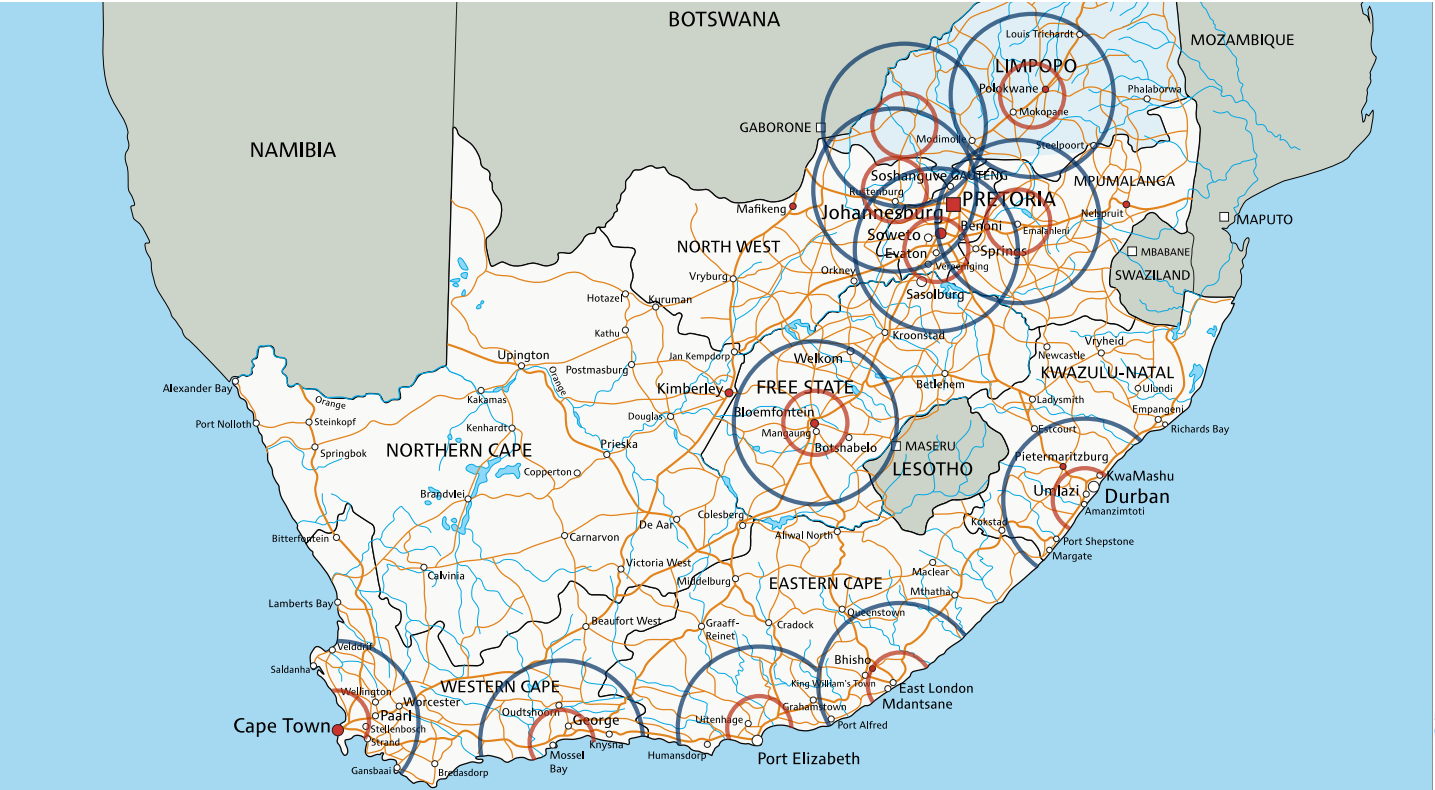 BOTSWANA
MOZAMBIQUE
Louis Trichardt
LIMPOPO
Polokwane
Phalaborwa
Mokopane
GABORONE
Modimolle
Steelpoort
NAMIBIA
Soshanguve
GAUTENG
MPUMALANGA
Rustenburg
PRETORIA
Mafikeng
Johannesburg
Nelspruit
MAPUTO
Benoni
Emalahleni
Soweto
NORTH WEST
Evaton
Springs
MBABANE
Vereeniging
SWAZILAND
Orkney
Vryburg
Sasolburg
Hotazel
Kuruman
Kathu
Kroonstad
Vryheid
Newcastle
Upington
Jan Kempdorp
Welkom
Postmasburg
KWAZULU-NATAL
Orange
Alexander Bay
Kimberley
FREE STATE
Betlehem
Ulundi
Kakamas
Ladysmith
Orange
Bloemfontein
Empangeni
Douglas
Port Nolloth
Steinkopf
Kenhardt
Mangaung
Estcourt
Richards Bay
NORTHERN CAPE
Prieska
Botshabelo
MASERU
Springbok
Pietermaritzburg
LESOTHO
Copperton
KwaMashu
Brandvlei
Umlazi
Durban
Amanzimtoti
Colesberg
De Aar
Kokstad
Bitterfontein
Carnarvon
Aliwal North
Port Shepstone
Margate
Victoria West
Calvinia
Middelburg
EASTERN CAPE
Maclear
Mthatha
Lamberts Bay
Queenstown
Beaufort West
Graaff-
Reinet
Cradock
Velddrif
Saldanha
Bhisho
King William's Town
WESTERN CAPE
East London
Wellington
Mdantsane
Worcester
Grahamstown
Oudtshoorn
Paarl
George
Uitenhage
Port Alfred
Cape Town
Stellenbosch
Strand
Knysna
Mossel
Bay
Humansdorp
Port Elizabeth
Gansbaai
Bredasdorp